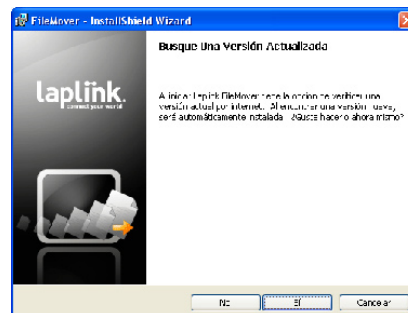 FileMover - InstallShield Wizard
Busque Una Versión Actualizada
laplink.
connect your world
Al iniciar Laplink FileMover tiene la opcion de verificar una
versión actual por internet. Al encontrar una versión nueva,
será automáticamente instalada. ¿Gusta hacerlo ahora mismo?
No
Sí
Cancelar